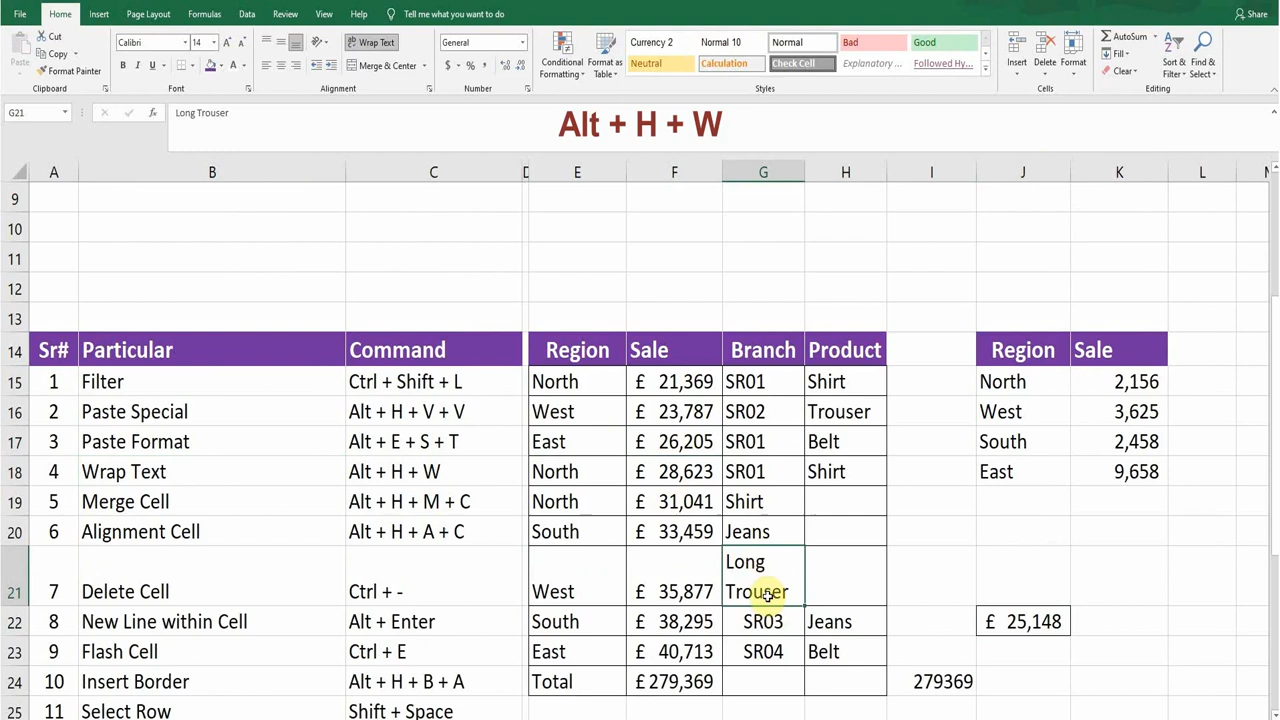 File Home Insert Page Layout Formulas Data Review View Help Tell me what you want to do Share
Cut Calibri 14 Wrap Text General Currency 2 Normal 10 Normal Bad Good AutoSum
Paste Copy Format Painter B I U A Merge & Center $ % , Conditional Formatting Format as Table Neutral Calculation Check Cell Explanatory ... Followed Hy... Insert Delete Format Fill Clear Sort & Filter Find & Select
Clipboard Font Alignment Number Styles Cells Editing
G21 fx Long Trouser
Alt + H + W
A B C D E F G H I J K L M
9
10
11
12
13
14 Sr# Particular Command Region Sale Branch Product Region Sale
15 1 Filter Ctrl + Shift + L North £ 21,369 SR01 Shirt North 2,156
16 2 Paste Special Alt + H + V + V West £ 23,787 SR02 Trouser West 3,625
17 3 Paste Format Alt + E + S + T East £ 26,205 SR01 Belt South 2,458
18 4 Wrap Text Alt + H + W North £ 28,623 SR01 Shirt East 9,658
19 5 Merge Cell Alt + H + M + C North £ 31,041 Shirt
20 6 Alignment Cell Alt + H + A + C South £ 33,459 Jeans
Long
21 7 Delete Cell Ctrl + - West £ 35,877 Trouser
22 8 New Line within Cell Alt + Enter South £ 38,295 SR03 Jeans £ 25,148
23 9 Flash Cell Ctrl + E East £ 40,713 SR04 Belt
24 10 Insert Border Alt + H + B + A Total £ 279,369 279369
25 11 Select Row Shift + Space